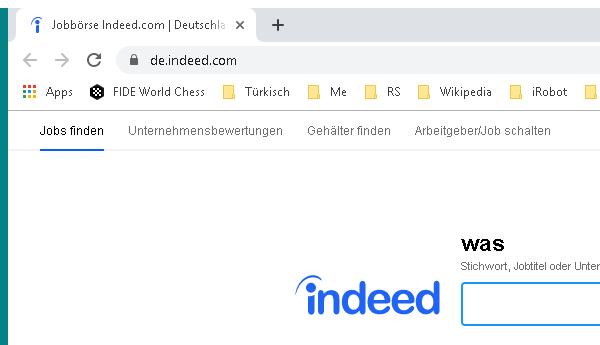 Jobbörse Indeed.com | Deutschla
de.indeed.com
Apps FIDE World Chess Türkisch Me RS Wikipedia iRobot
Jobs finden Unternehmensbewertungen Gehälter finden Arbeitgeber/Job schalten
was
Stichwort, Jobtitel oder Unter
indeed